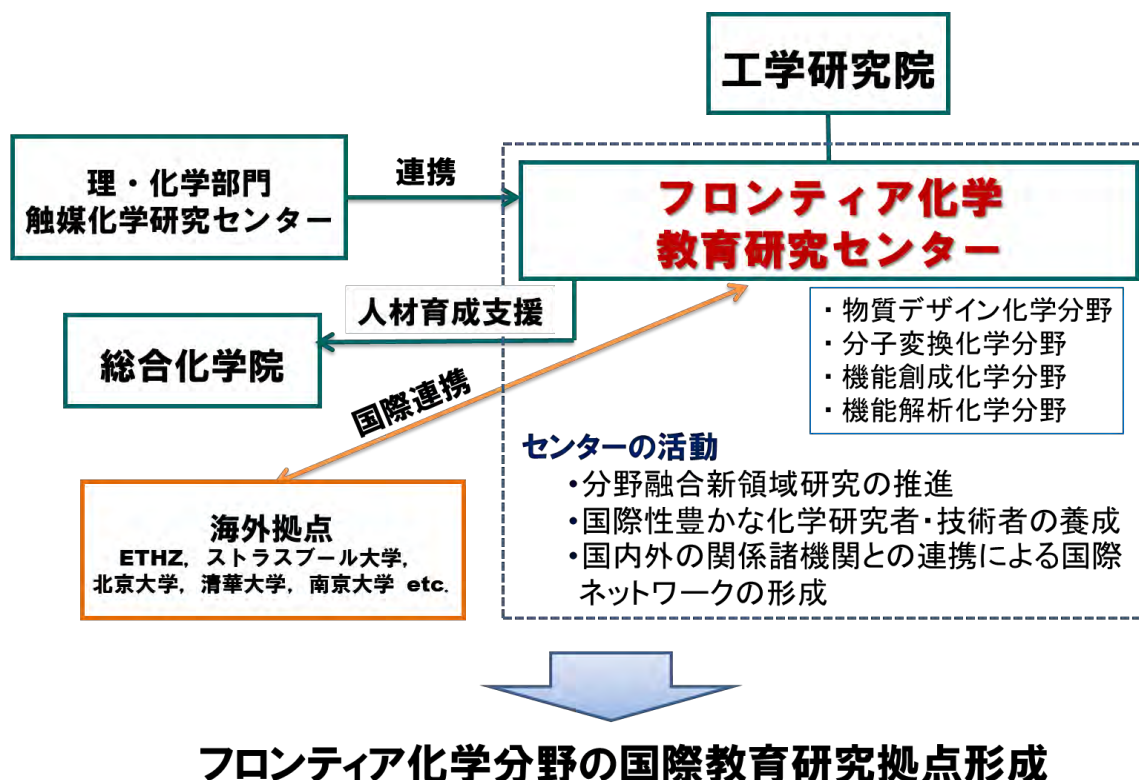 工学研究院
理・化学部門
触媒化学研究センター
連携
フロンティア化学
教育研究センター
人材育成支援
総合化学院
・物質デザイン化学分野
・分子変換化学分野
・機能創成化学分野
・機能解析化学分野
国際連携
センターの活動
・分野融合新領域研究の推進
・国際性豊かな化学研究者・技術者の養成
・国内外の関係諸機関との連携による国際
ネットワークの形成
海外拠点
ETHZ, ストラスブール大学,
北京大学, 清華大学, 南京大学 etc.
フロンティア化学分野の国際教育研究拠点形成